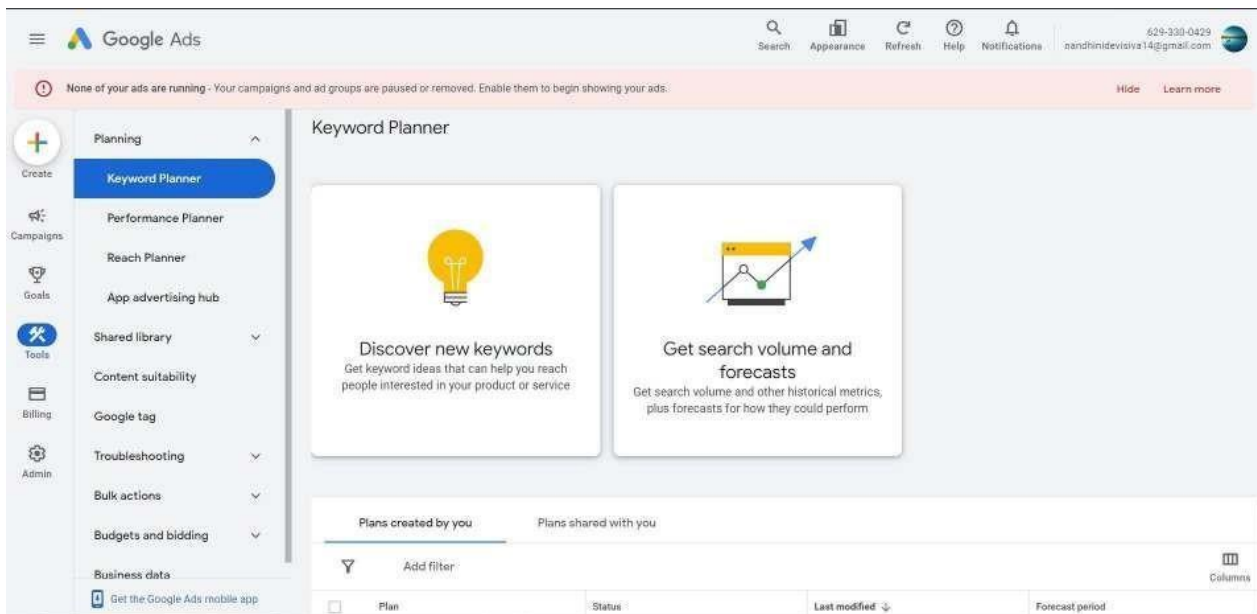 Google Ads
Search
Appearance
Refresh
Help
Notifications
629-330-0429
nandhinidevisiva14@gmail.com
None of your ads are running - Your campaigns and ad groups are paused or removed. Enable them to begin showing your ads.
Hide
Learn more
Create
Campaigns
Goals
Tools
Billing
Admin
Planning
Keyword Planner
Performance Planner
Reach Planner
App advertising hub
Shared library
Content suitability
Google tag
Troubleshooting
Bulk actions
Budgets and bidding
Business data
Get the Google Ads mobile app
Keyword Planner
Discover new keywords
Get keyword ideas that can help you reach
people interested in your product or service
Get search volume and
forecasts
Get search volume and other historical metrics,
plus forecasts for how they could perform
Plans created by you
Plans shared with you
Add filter
Columns
Plan
Status
Last modified
Forecast period